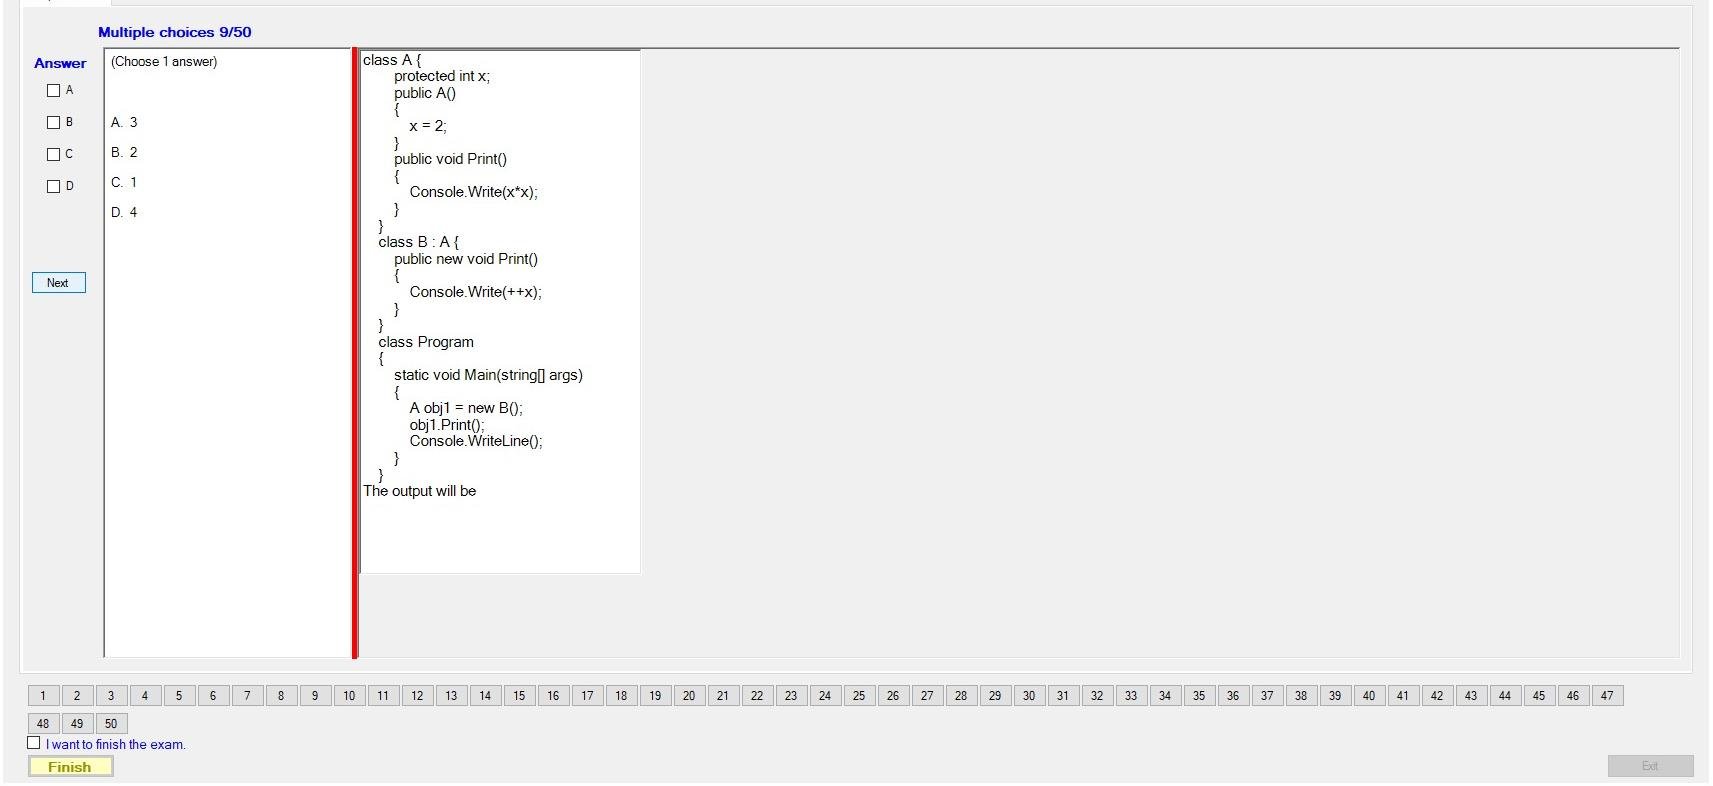 Multiple choices 9/50
Answer
A
B
C
D
Next
(Choose 1 answer)
A. 3
B. 2
C. 1
D. 4
class A {
protected int x;
public A()
{
x = 2;
}
public void Print()
{
Console.Write(x*x);
}
}
class B : A {
public new void Print()
{
Console.Write(++x);
}
}
class Program
{
static void Main(string[] args)
{
A obj1 = new B();
obj1.Print();
Console.WriteLine();
}
}
The output will be
1 2 3 4 5 6 7 8 9 10 11 12 13 14 15 16 17 18 19 20 21 22 23 24 25 26 27 28 29 30 31 32 33 34 35 36 37 38 39 40 41 42 43 44 45 46 47
48 49 50
I want to finish the exam.
Finish
Exit